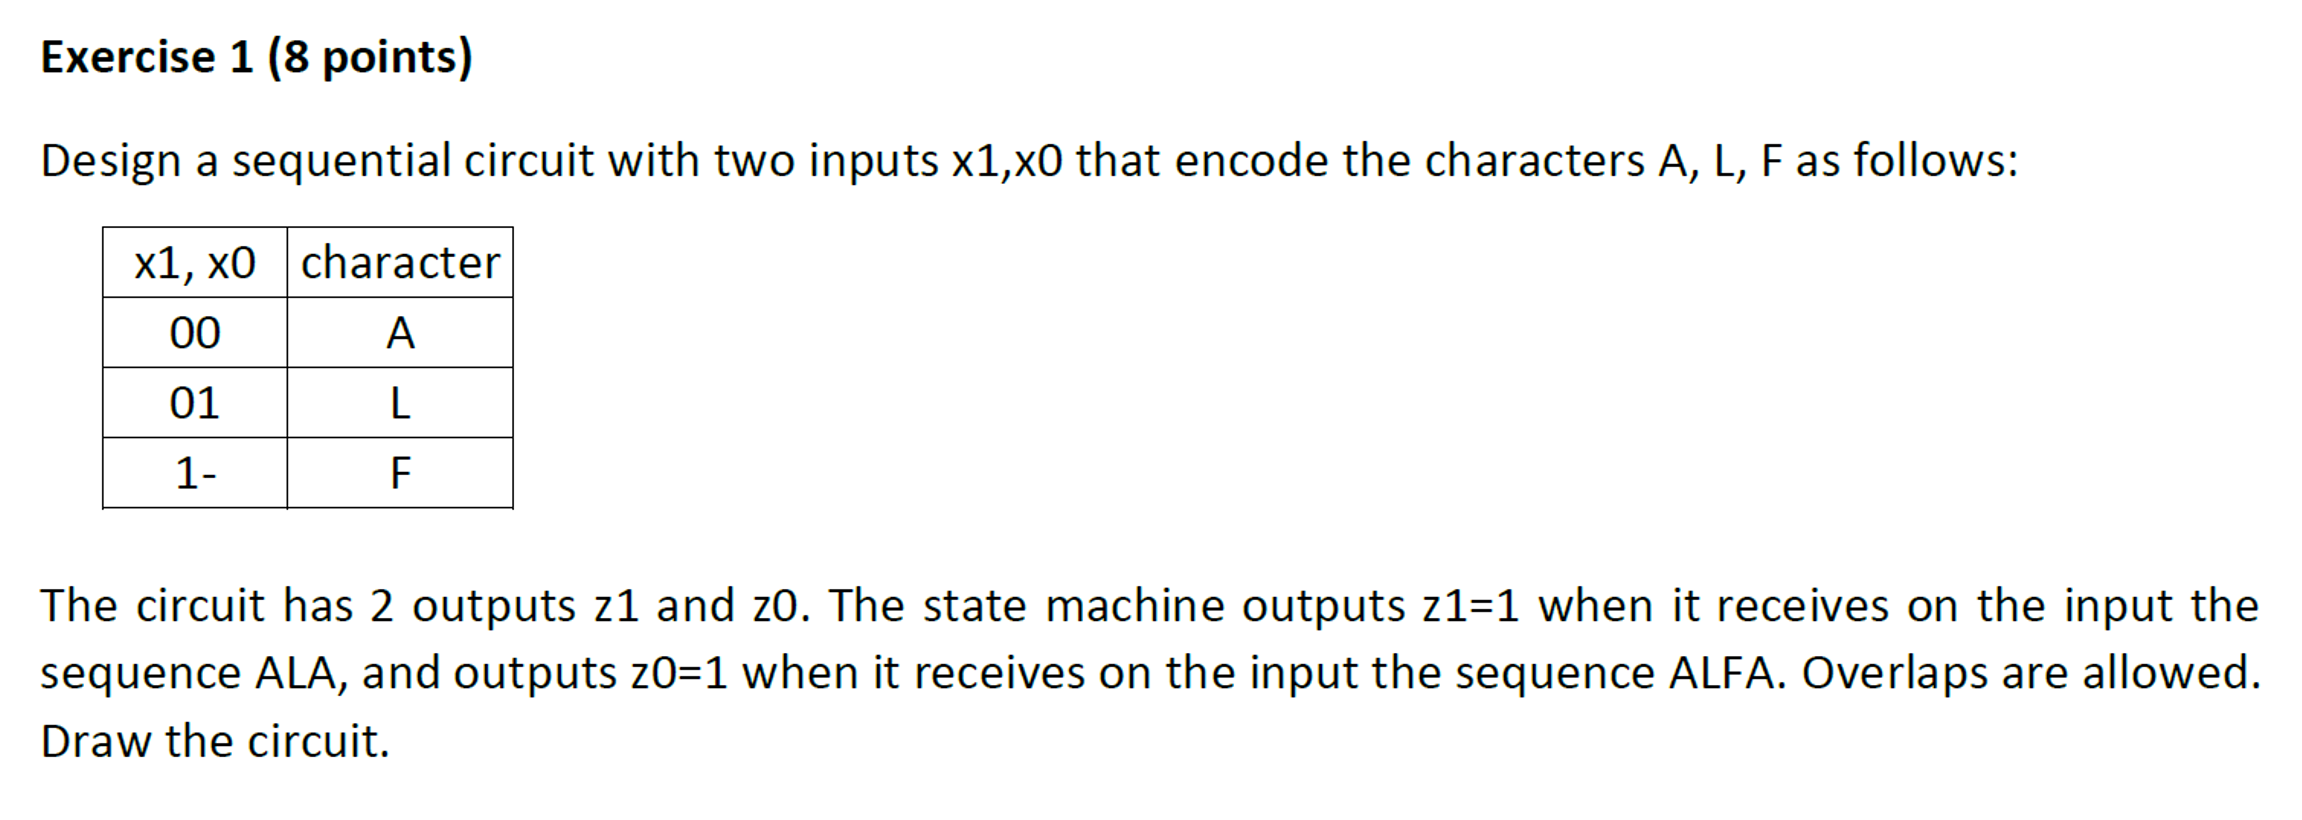 Exercise 1 (8 points)
Design a sequential circuit with two inputs x1,x0 that encode the characters A, L, F as follows:
x1, x0 character
00 A
01 L
1- F
The circuit has 2 outputs z1 and z0. The state machine outputs z1=1 when it receives on the input the
sequence ALA, and outputs z0=1 when it receives on the input the sequence ALFA. Overlaps are allowed.
Draw the circuit.